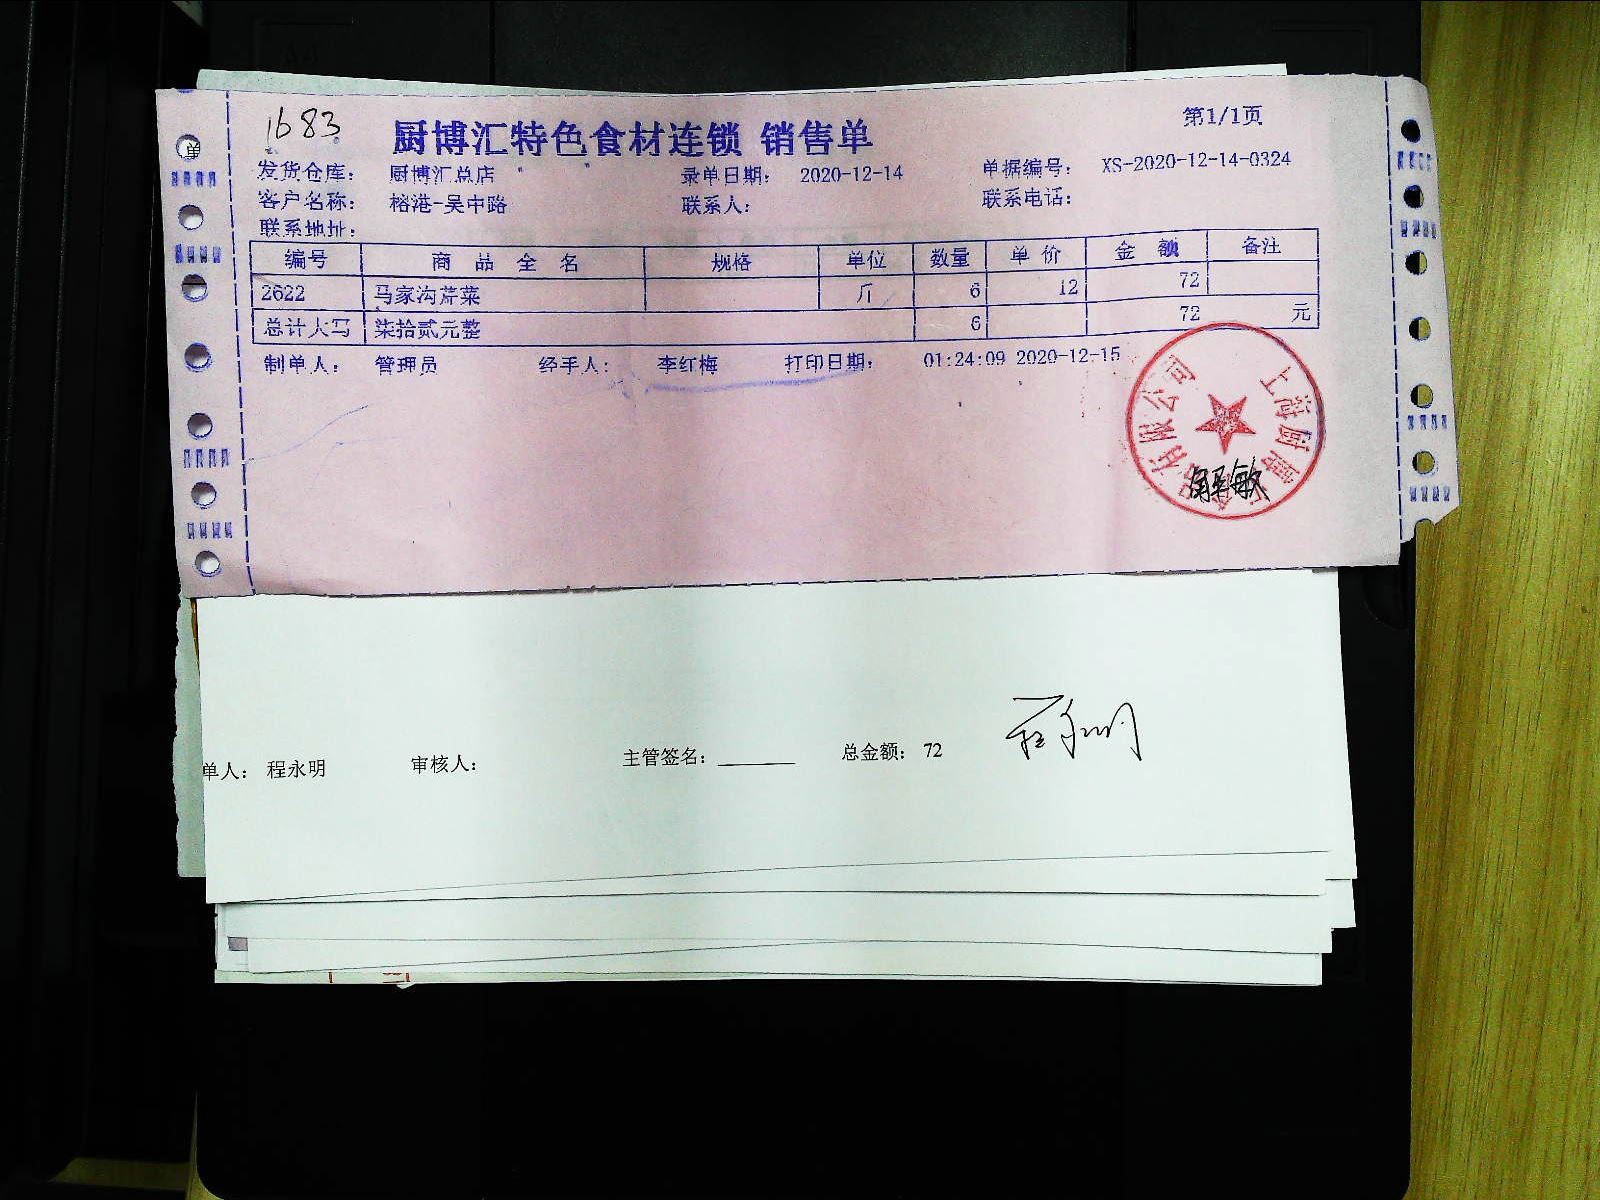 1683
厨博汇特色食材连锁 销售单
第1/1页
发货仓库: 厨博汇总店 录单日期: 2020-12-14 单据编号: XS-2020-12-14-0324
客户名称: 榕港-吴中路 联系人: 联系电话:
联系地址:
编号 商品全名 规格 单位 数量 单价 金额 备注
2622 马家沟芹菜 斤 6 12 72
总计大写 柒拾贰元整 6 72 元
制单人: 管理员 经手人: 李红梅 打印日期: 01:24:09 2020-12-15
单人: 程永明 审核人: 主管签名: 总金额: 72
程永明